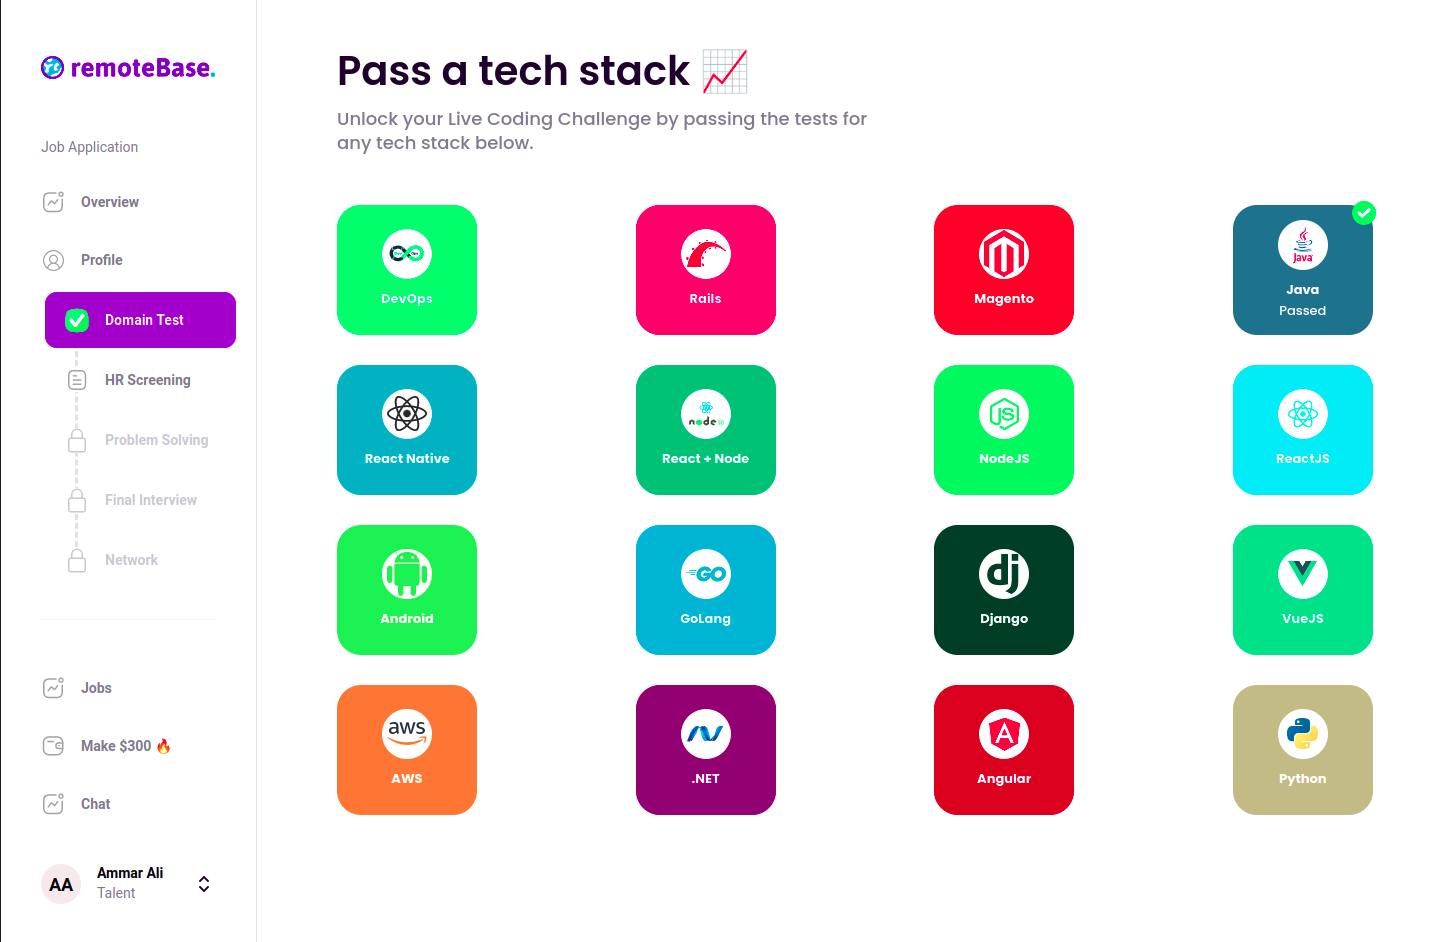 remoteBase.
Job Application
Overview
Profile
Domain Test
HR Screening
Problem Solving
Final Interview
Network
Jobs
Make $300 🔥
Chat
AA
Ammar Ali
Talent
Pass a tech stack 📈
Unlock your Live Coding Challenge by passing the tests for
any tech stack below.
DevOps
Rails
Magento
Java
Java
Passed
React Native
node
React + Node
JS
NodeJS
ReactJS
Android
GO
GoLang
dj
Django
VueJS
aws
AWS
.NET
A
Angular
Python